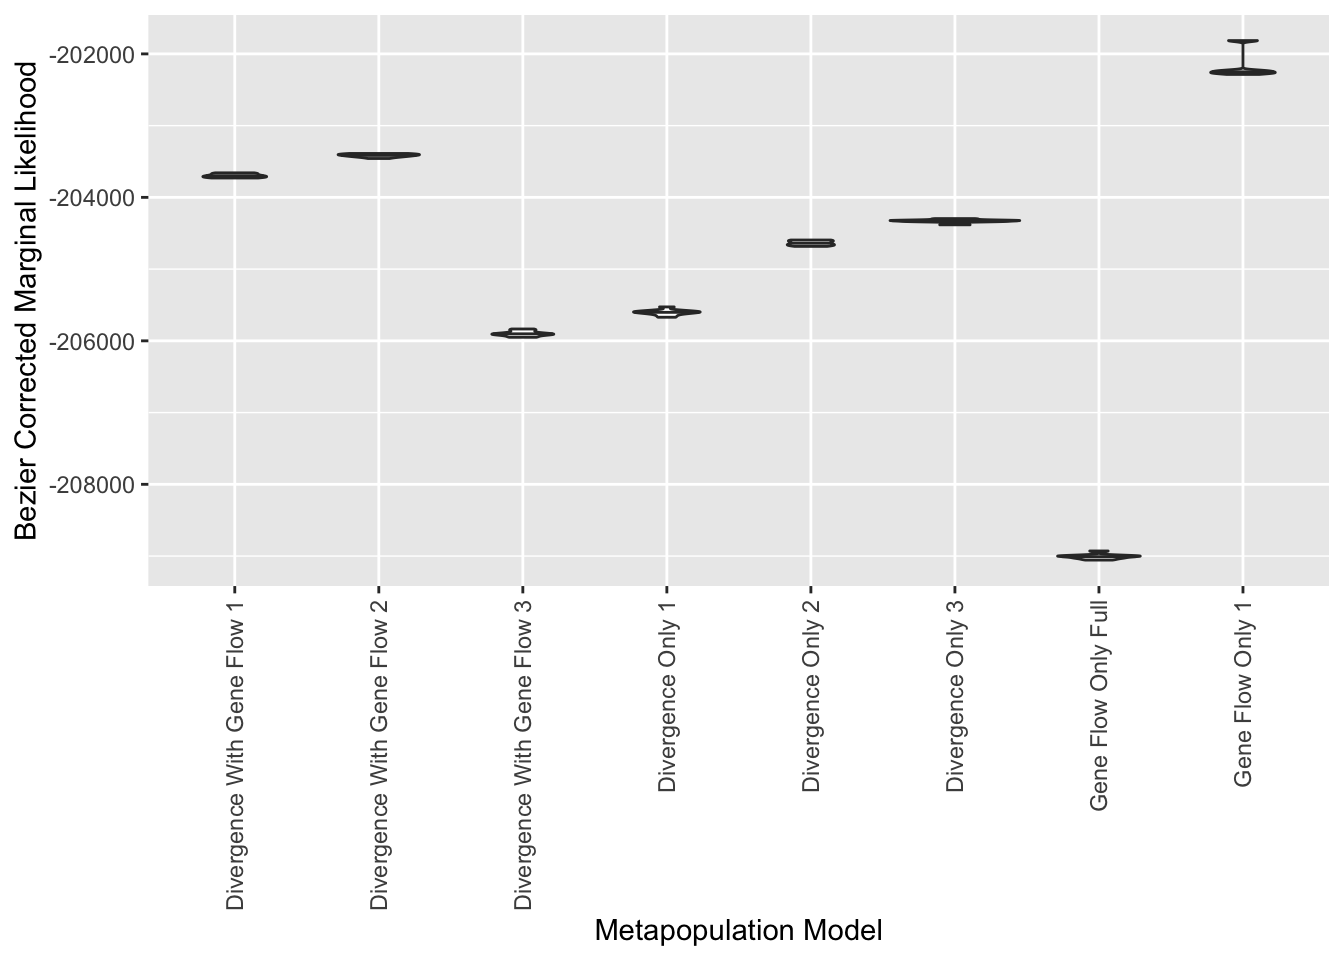 Bezier Corrected Marginal Likelihood
-202000
-204000
-206000
-208000
Divergence With Gene Flow 1
Divergence With Gene Flow 2
Divergence With Gene Flow 3
Divergence Only 1
Divergence Only 2
Divergence Only 3
Gene Flow Only Full
Gene Flow Only 1
Metapopulation Model